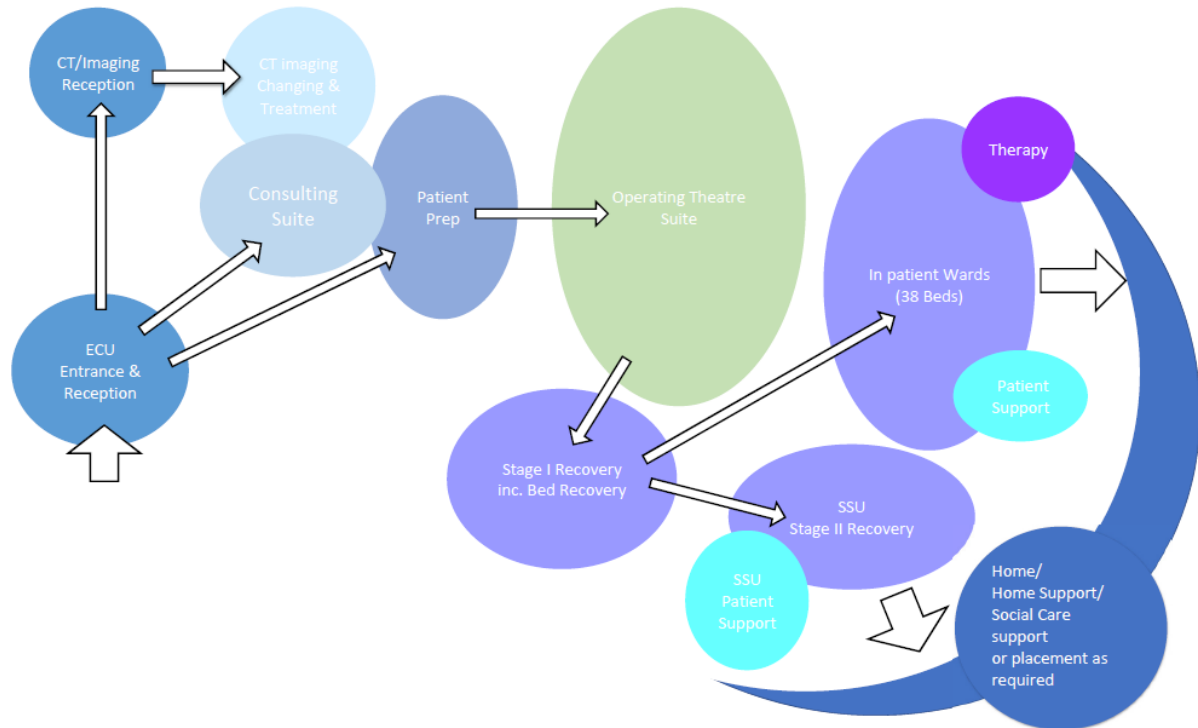 CT/Imaging
Reception
CT imaging
Changing &
Treatment
Consulting
Suite
Patient
Prep
Operating Theatre
Suite
Therapy
In patient Wards
(38 Beds)
Patient
Support
ECU
Entrance &
Reception
Stage I Recovery
inc. Bed Recovery
SSU
Stage II Recovery
SSU
Patient
Support
Home/
Home Support/
Social Care
support
or placement as
required